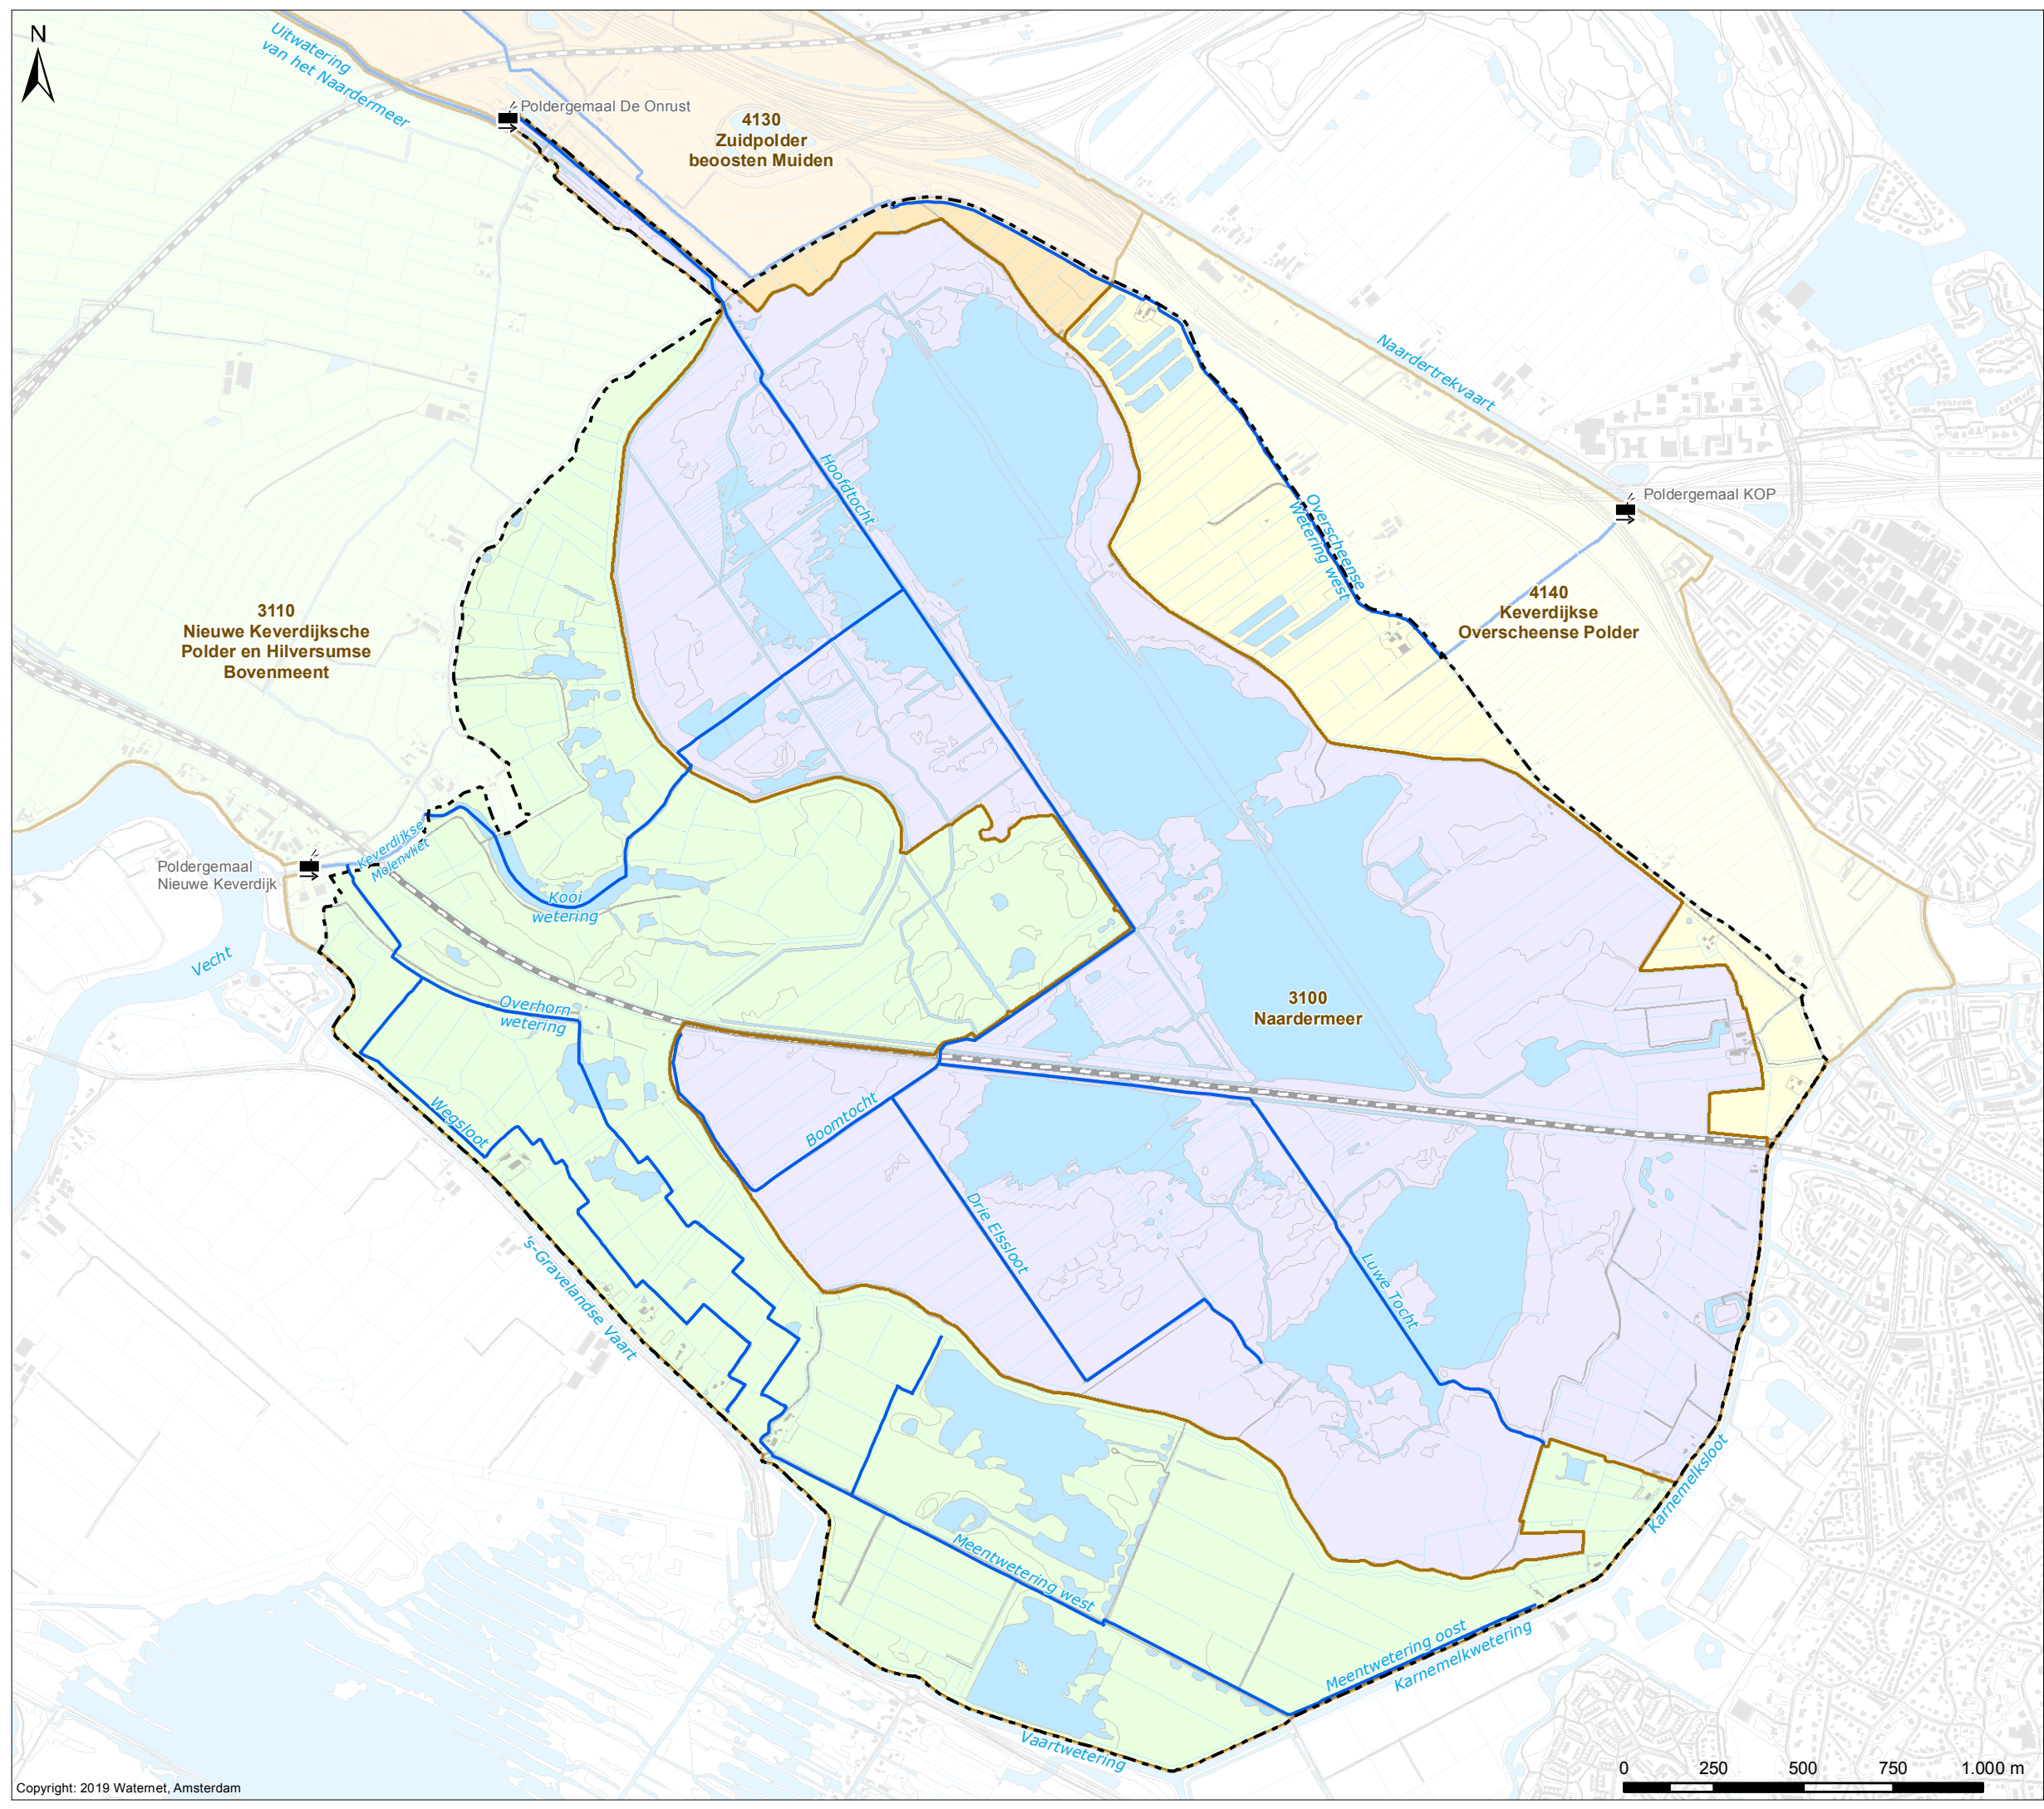 N
Uitwatering
van het Naardermeer
Poldergemaal De Onrust
4130
Zuidpolder
beoosten Muiden
Naardertrekvaart
Hoofdtocht
Overscheense
Wetering west
Poldergemaal KOP
4140
Keverdijkse
Overscheense Polder
3110
Nieuwe Keverdijksche
Polder en Hilversumse
Bovenmeent
Keverdijkse
Molenvliet
Poldergemaal
Nieuwe Keverdijk
Kooi
wetering
Vecht
Overhorn
wetering
3100
Naardermeer
Wegsloot
Boomtocht
Drie Elssloot
Luwe Tocht
's-Gravelandse Vaart
Karnemelksloot
Meentwetering west
Meentwetering oost
Karnemelkwetering
Vaartwetering
0 250 500 750 1.000 m
Copyright: 2019 Waternet, Amsterdam